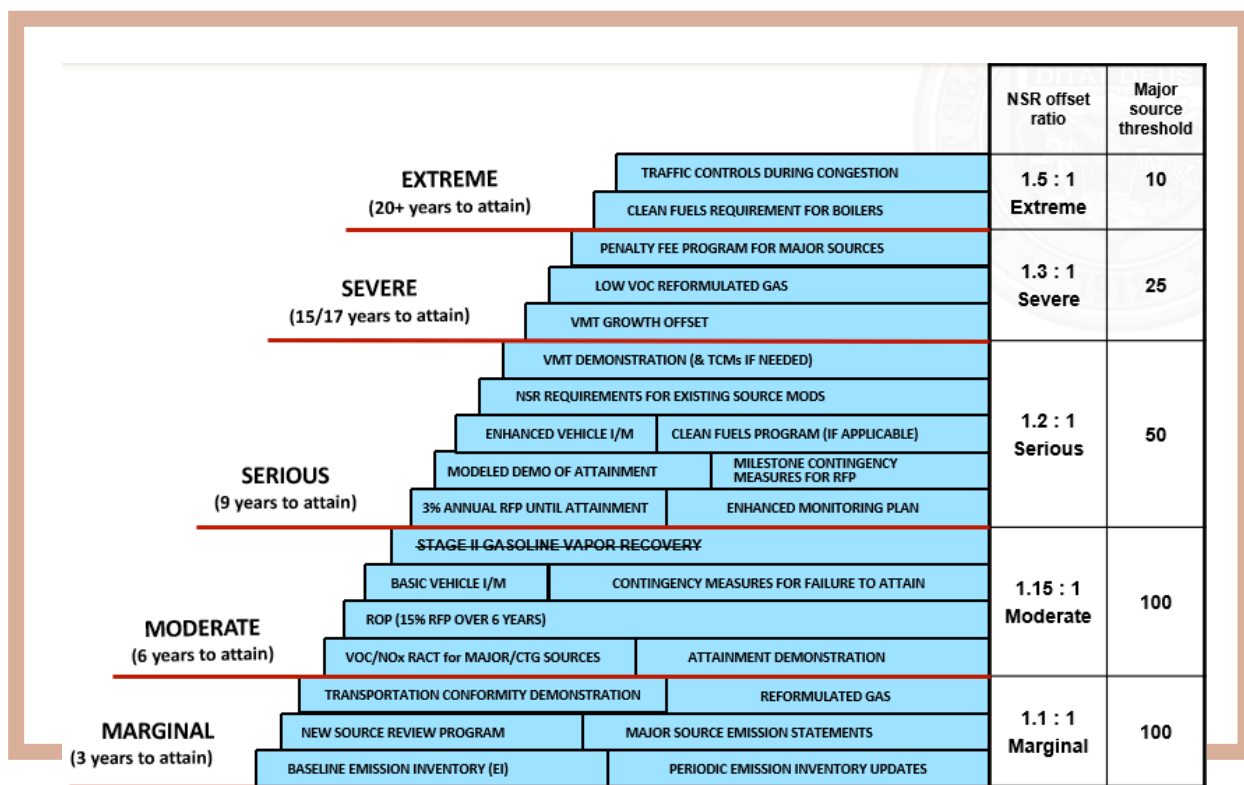 NSR offset
ratio
Major
source
threshold
EXTREME
(20+ years to attain)
TRAFFIC CONTROLS DURING CONGESTION
CLEAN FUELS REQUIREMENT FOR BOILERS
1.5 : 1
Extreme
10
SEVERE
(15/17 years to attain)
PENALTY FEE PROGRAM FOR MAJOR SOURCES
LOW VOC REFORMULATED GAS
VMT GROWTH OFFSET
1.3 : 1
Severe
25
SERIOUS
(9 years to attain)
VMT DEMONSTRATION (& TCMs IF NEEDED)
NSR REQUIREMENTS FOR EXISTING SOURCE MODS
ENHANCED VEHICLE I/M
CLEAN FUELS PROGRAM (IF APPLICABLE)
MODELED DEMO OF ATTAINMENT
MILESTONE CONTINGENCY
MEASURES FOR RFP
3% ANNUAL RFP UNTIL ATTAINMENT
ENHANCED MONITORING PLAN
1.2 : 1
Serious
50
MODERATE
(6 years to attain)
STAGE II GASOLINE VAPOR RECOVERY
BASIC VEHICLE I/M
CONTINGENCY MEASURES FOR FAILURE TO ATTAIN
ROP (15% RFP OVER 6 YEARS)
VOC/NOx RACT for MAJOR/CTG SOURCES
ATTAINMENT DEMONSTRATION
1.15 : 1
Moderate
100
MARGINAL
(3 years to attain)
TRANSPORTATION CONFORMITY DEMONSTRATION
REFORMULATED GAS
NEW SOURCE REVIEW PROGRAM
MAJOR SOURCE EMISSION STATEMENTS
BASELINE EMISSION INVENTORY (EI)
PERIODIC EMISSION INVENTORY UPDATES
1.1 : 1
Marginal
100